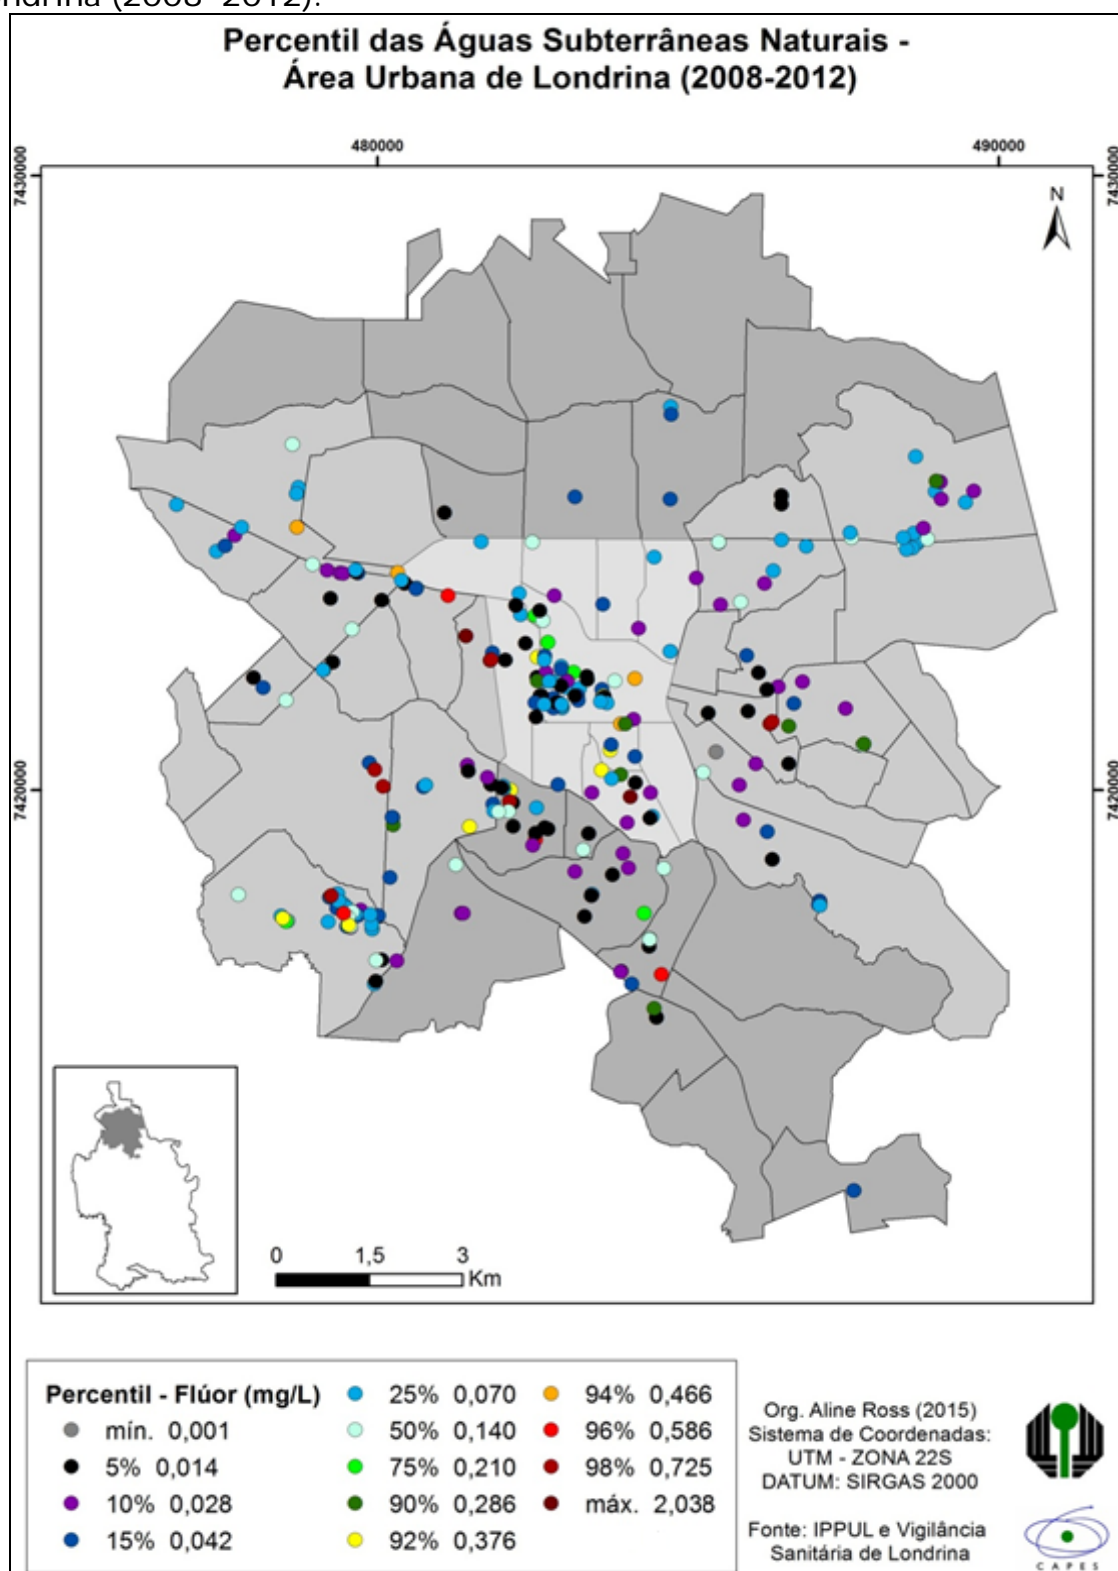 ndrina (2008-2012).
Percentil das Águas Subterrâneas Naturais -
Área Urbana de Londrina (2008-2012)
480000
490000
7430000
7430000
N
7420000
7420000
0 1,5 3
Km
Percentil - Flúor (mg/L)
mín. 0,001
5% 0,014
10% 0,028
15% 0,042
25% 0,070
50% 0,140
75% 0,210
90% 0,286
92% 0,376
94% 0,466
96% 0,586
98% 0,725
máx. 2,038
Org. Aline Ross (2015)
Sistema de Coordenadas:
UTM - ZONA 22S
DATUM: SIRGAS 2000
Fonte: IPPUL e Vigilância
Sanitária de Londrina
CAPES